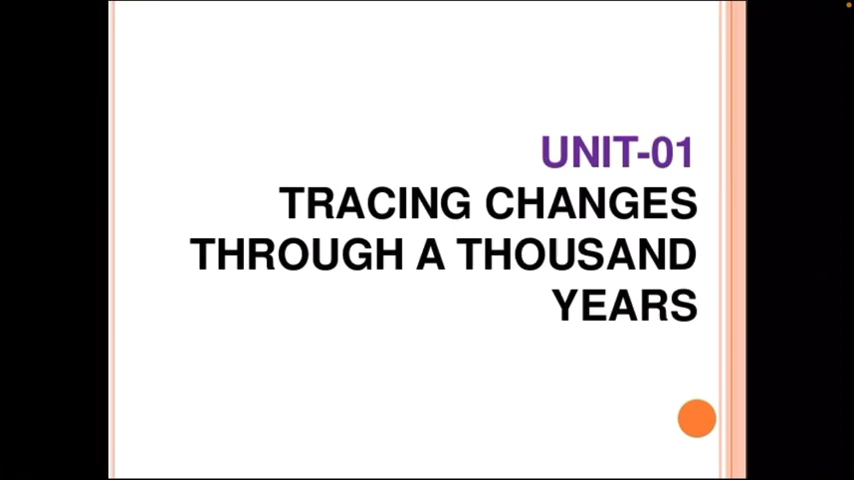 UNIT-01
TRACING CHANGES
THROUGH A THOUSAND
YEARS